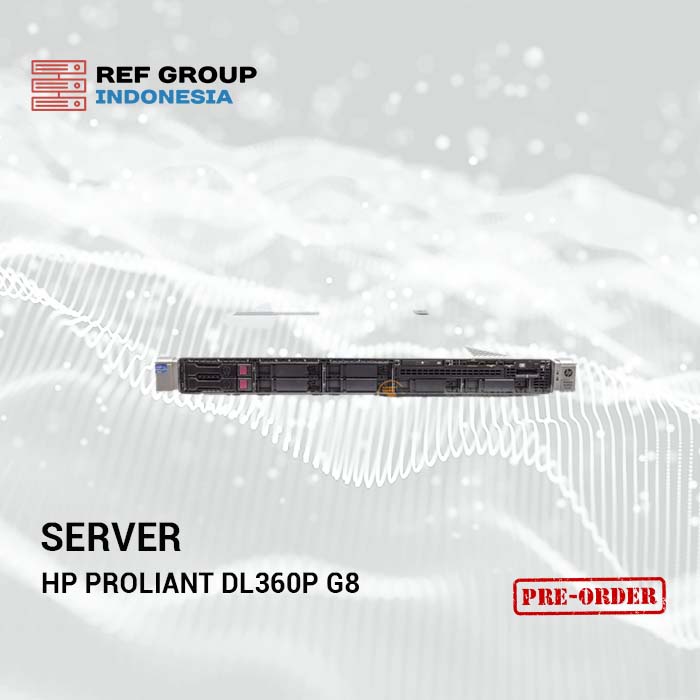 REF GROUP
INDONESIA
SERVER
HP PROLIANT DL360P G8
PRE-ORDER